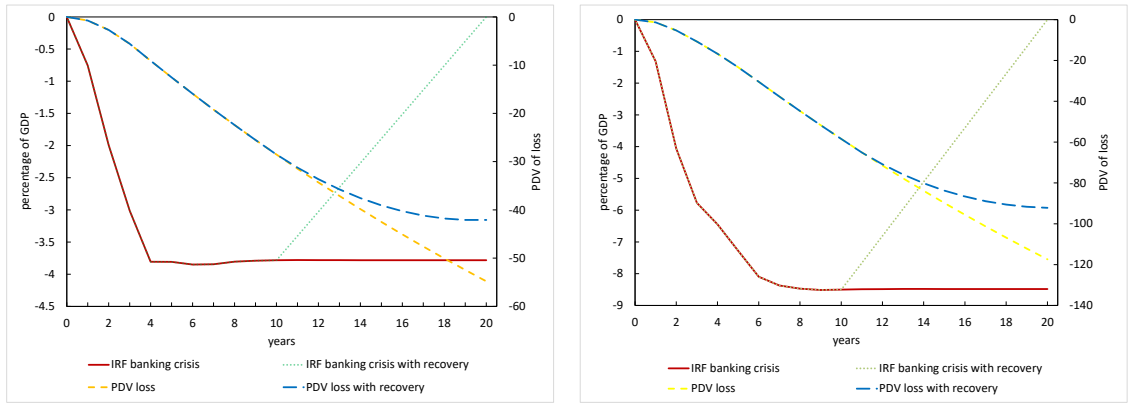 0
-0.5
-1
-1.5
-2
-2.5
-3
-3.5
-4
-4.5
percentage of GDP
0
-10
-20
-30
-40
-50
-60
PDV of loss
0 2 4 6 8 10 12 14 16 18 20
years
IRF banking crisis IRF banking crisis with recovery
PDV loss PDV loss with recovery
0
-1
-2
-3
-4
-5
-6
-7
-8
-9
percentage of GDP
0
-20
-40
-60
-80
-100
-120
-140
PDV of loss
0 2 4 6 8 10 12 14 16 18 20
years
IRF banking crisis IRF banking crisis with recovery
PDV loss PDV loss with recovery